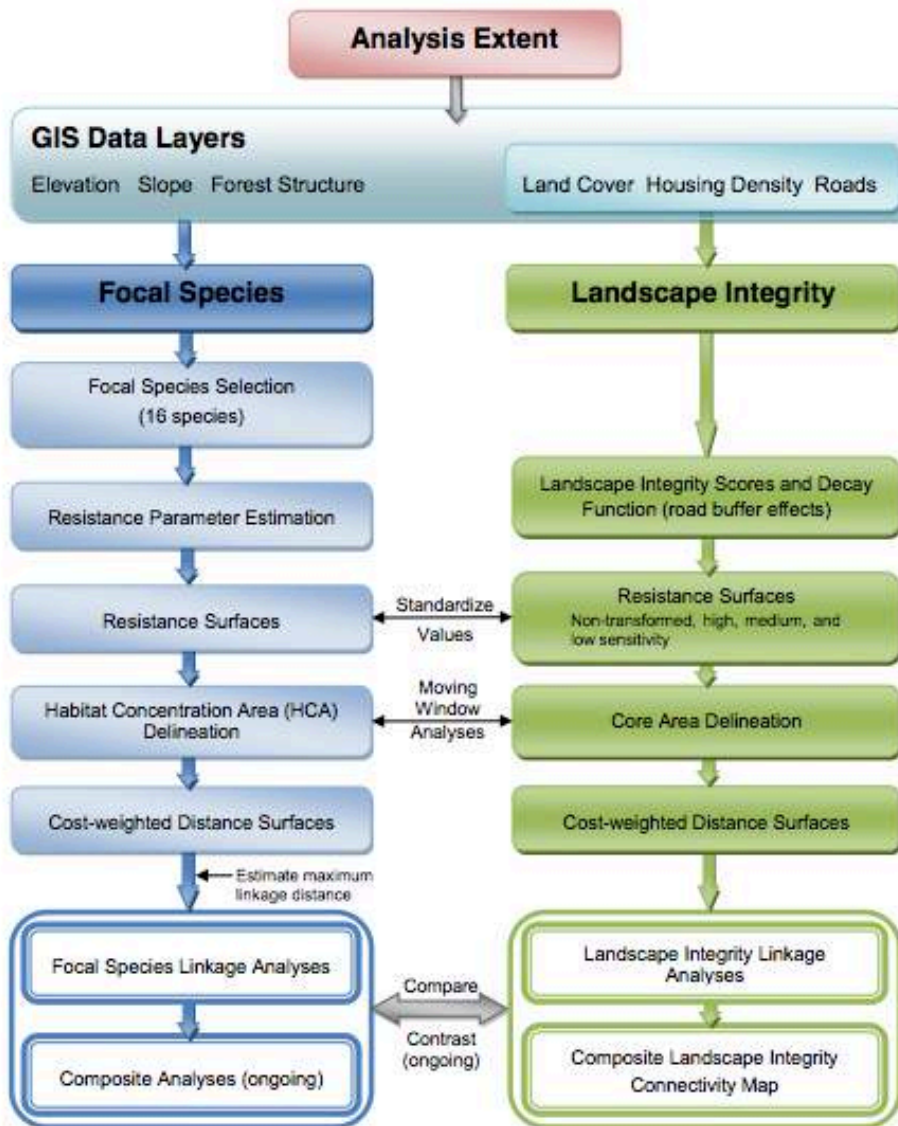 Analysis Extent
GIS Data Layers
Elevation Slope Forest Structure
Land Cover Housing Density Roads
Focal Species
Landscape Integrity
Focal Species Selection
(16 species)
Resistance Parameter Estimation
Landscape Integrity Scores and Decay
Function (road buffer effects)
Resistance Surfaces
Standardize
Values
Resistance Surfaces
Non-transformed, high, medium, and
low sensitivity
Habitat Concentration Area (HCA)
Delineation
Moving
Window
Analyses
Core Area Delineation
Cost-weighted Distance Surfaces
Cost-weighted Distance Surfaces
Estimate maximum
linkage distance
Focal Species Linkage Analyses
Landscape Integrity Linkage
Analyses
Compare
Contrast
(ongoing)
Composite Analyses (ongoing)
Composite Landscape Integrity
Connectivity Map